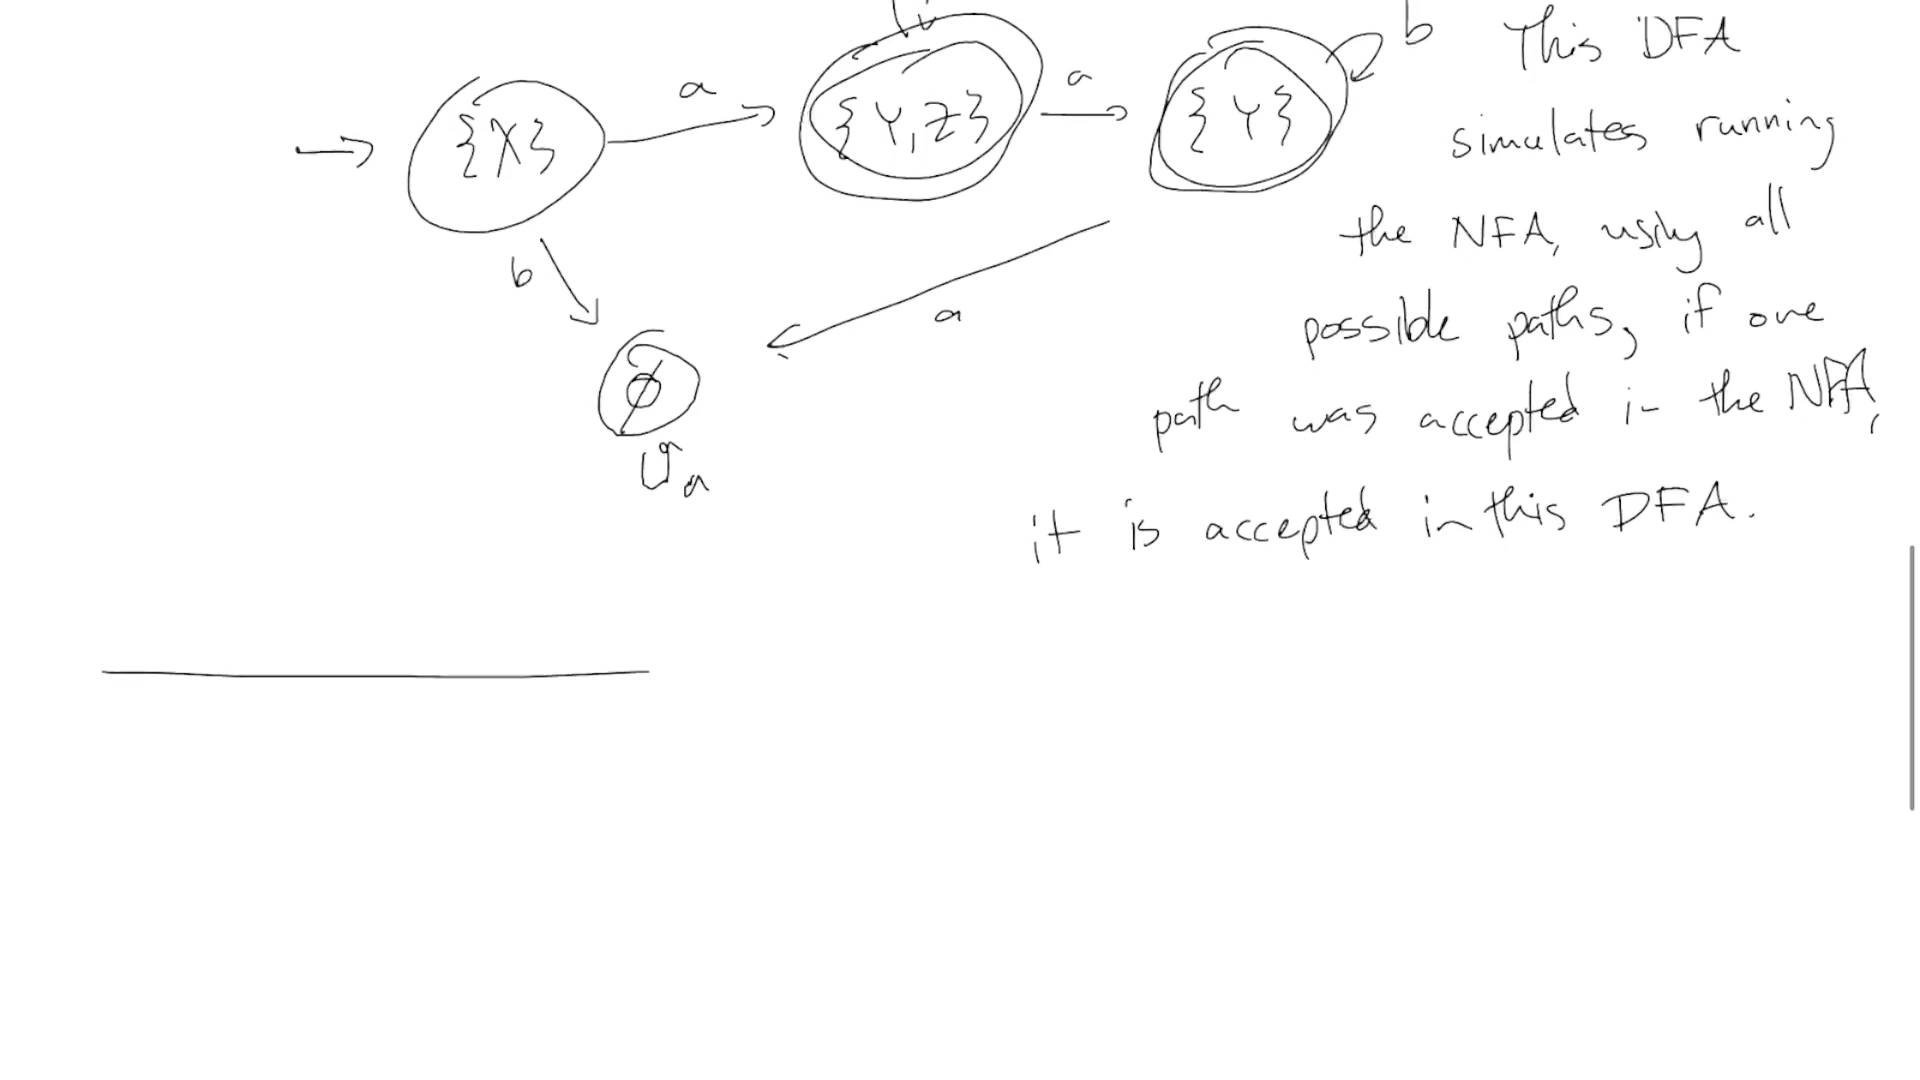 b This DFA
a {Y,Z} a {Y}
{X}
simulates running
the NFA, using all
b
a possible paths, if one
∅
path was accepted in the NFA,
a
it is accepted in this DFA.